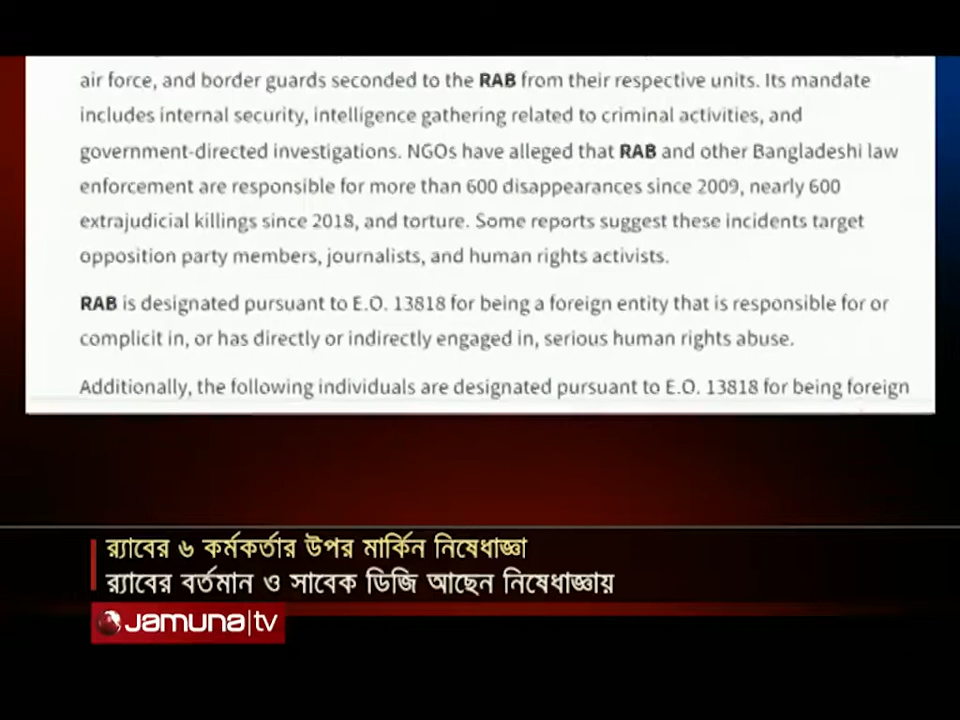 air force, and border guards seconded to the RAB from their respective units. Its mandate
includes internal security, intelligence gathering related to criminal activities, and
government-directed investigations. NGOs have alleged that RAB and other Bangladeshi law
enforcement are responsible for more than 600 disappearances since 2009, nearly 600
extrajudicial killings since 2018, and torture. Some reports suggest these incidents target
opposition party members, journalists, and human rights activists.
RAB is designated pursuant to E.O. 13818 for being a foreign entity that is responsible for or
complicit in, or has directly or indirectly engaged in, serious human rights abuse.
Additionally, the following individuals are designated pursuant to E.O. 13818 for being foreign
র‍্যাবের ৬ কর্মকর্তার উপর মার্কিন নিষেধাজ্ঞা
র‍্যাবের বর্তমান ও সাবেক ডিজি আছেন নিষেধাজ্ঞায়
Jamuna|tv